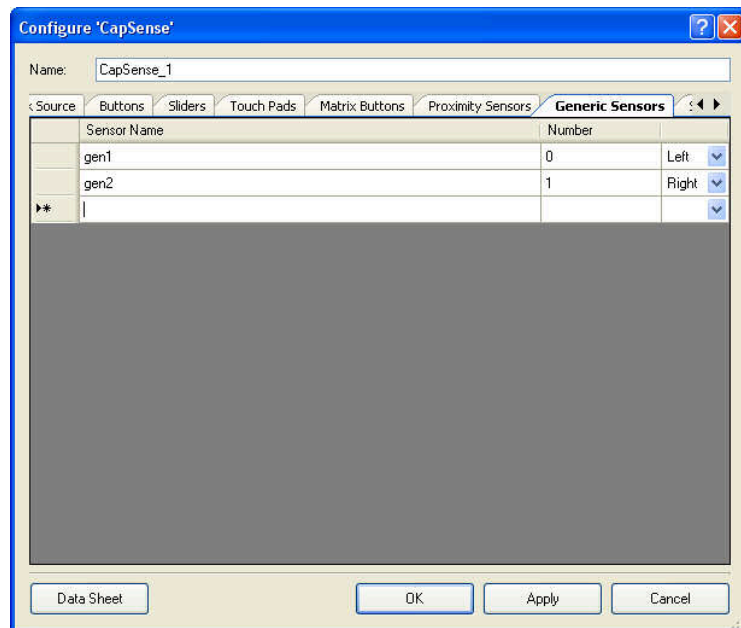 Configure 'CapSense'
Name: CapSense_1
Source Buttons Sliders Touch Pads Matrix Buttons Proximity Sensors Generic Sensors
Sensor Name Number
gen1 0 Left
gen2 1 Right
Data Sheet OK Apply Cancel